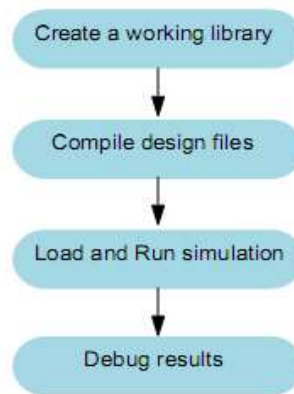 Create a working library
Compile design files
Load and Run simulation
Debug results